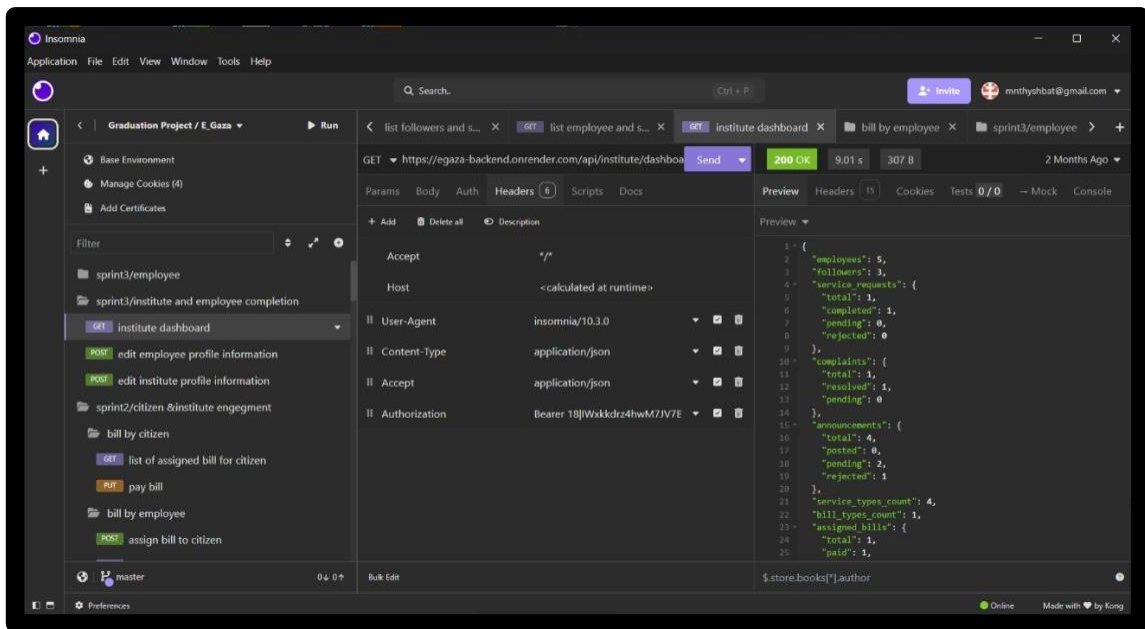 Insomnia
Application File Edit View Window Tools Help
Search.. Ctrl + P Invite mnthyshbat@gmail.com
Graduation Project / E_Gaza Run
Base Environment
Manage Cookies (4)
Add Certificates
Filter
sprint3/employee
sprint3/institute and employee completion
GET institute dashboard
POST edit employee profile information
POST edit institute profile information
sprint2/citizen &institute engegment
bill by citizen
GET list of assigned bill for citizen
PUT pay bill
bill by employee
POST assign bill to citizen
master 0 0
Preferences
list followers and s... GET list employee and s... GET institute dashboard bill by employee sprint3/employee
GET https://egaza-backend.onrender.com/api/institute/dashboa Send
Params Body Auth Headers 6 Scripts Docs
+ Add Delete all Description
Accept */*
Host <calculated at runtime>
User-Agent insomnia/10.3.0
Content-Type application/json
Accept application/json
Authorization Bearer 18|IWxkkdrz4hwM7JV7E
Bulk Edit
200 OK 9.01 s 307 B 2 Months Ago
Preview Headers 15 Cookies Tests 0 / 0 → Mock Console
Preview
1 {
2 "employees": 5,
3 "followers": 3,
4 "service_requests": {
5 "total": 1,
6 "completed": 1,
7 "pending": 0,
8 "rejected": 0
9 },
10 "complaints": {
11 "total": 1,
12 "resolved": 1,
13 "pending": 0
14 },
15 "announcements": {
16 "total": 4,
17 "posted": 0,
18 "pending": 2,
19 "rejected": 1
20 },
21 "service_types_count": 4,
22 "bill_types_count": 1,
23 "assigned_bills": {
24 "total": 1,
25 "paid": 1,
$.store.books[*].author
Online Made with by Kong